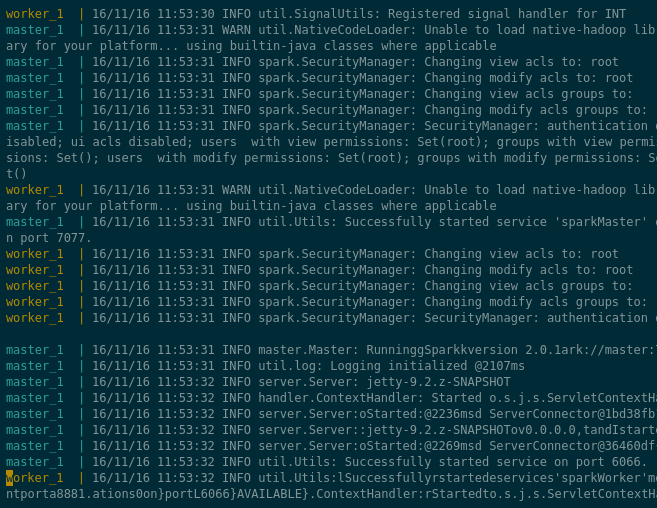 worker_1  | 16/11/16 11:53:30 INFO util.SignalUtils: Registered signal handler for INT
master_1  | 16/11/16 11:53:31 WARN util.NativeCodeLoader: Unable to load native-hadoop lib
ary for your platform... using builtin-java classes where applicable
master_1  | 16/11/16 11:53:31 INFO spark.SecurityManager: Changing view acls to: root
master_1  | 16/11/16 11:53:31 INFO spark.SecurityManager: Changing modify acls to: root
master_1  | 16/11/16 11:53:31 INFO spark.SecurityManager: Changing view acls groups to:
master_1  | 16/11/16 11:53:31 INFO spark.SecurityManager: Changing modify acls groups to:
master_1  | 16/11/16 11:53:31 INFO spark.SecurityManager: SecurityManager: authentication
isabled; ui acls disabled; users  with view permissions: Set(root); groups with view permi
sions: Set(); users  with modify permissions: Set(root); groups with modify permissions: S
t()
worker_1  | 16/11/16 11:53:31 WARN util.NativeCodeLoader: Unable to load native-hadoop lib
ary for your platform... using builtin-java classes where applicable
master_1  | 16/11/16 11:53:31 INFO util.Utils: Successfully started service 'sparkMaster'
n port 7077.
worker_1  | 16/11/16 11:53:31 INFO spark.SecurityManager: Changing view acls to: root
worker_1  | 16/11/16 11:53:31 INFO spark.SecurityManager: Changing modify acls to: root
worker_1  | 16/11/16 11:53:31 INFO spark.SecurityManager: Changing view acls groups to:
worker_1  | 16/11/16 11:53:31 INFO spark.SecurityManager: Changing modify acls groups to:
worker_1  | 16/11/16 11:53:31 INFO spark.SecurityManager: SecurityManager: authentication
master_1  | 16/11/16 11:53:31 INFO master.Master: RunninggSparkkversion 2.0.1ark://master:
master_1  | 16/11/16 11:53:31 INFO util.log: Logging initialized @2107ms
master_1  | 16/11/16 11:53:32 INFO server.Server: jetty-9.2.z-SNAPSHOT
master_1  | 16/11/16 11:53:32 INFO handler.ContextHandler: Started o.s.j.s.ServletContextHa
master_1  | 16/11/16 11:53:32 INFO server.Server:oStarted:@2236msd ServerConnector@1bd38fb
master_1  | 16/11/16 11:53:32 INFO server.Server::jetty-9.2.z-SNAPSHOTov0.0.0.0,tandIstarte
master_1  | 16/11/16 11:53:32 INFO server.Server:oStarted:@2269msd ServerConnector@36460df
master_1  | 16/11/16 11:53:32 INFO util.Utils: Successfully started service on port 6066.
worker_1  | 16/11/16 11:53:32 INFO util.Utils:lSuccessfullyrstartedeservices'sparkWorker'm
ntporta8881.ations0on}portL6066}AVAILABLE}.ContextHandler:rStartedto.s.j.s.ServletContextHa